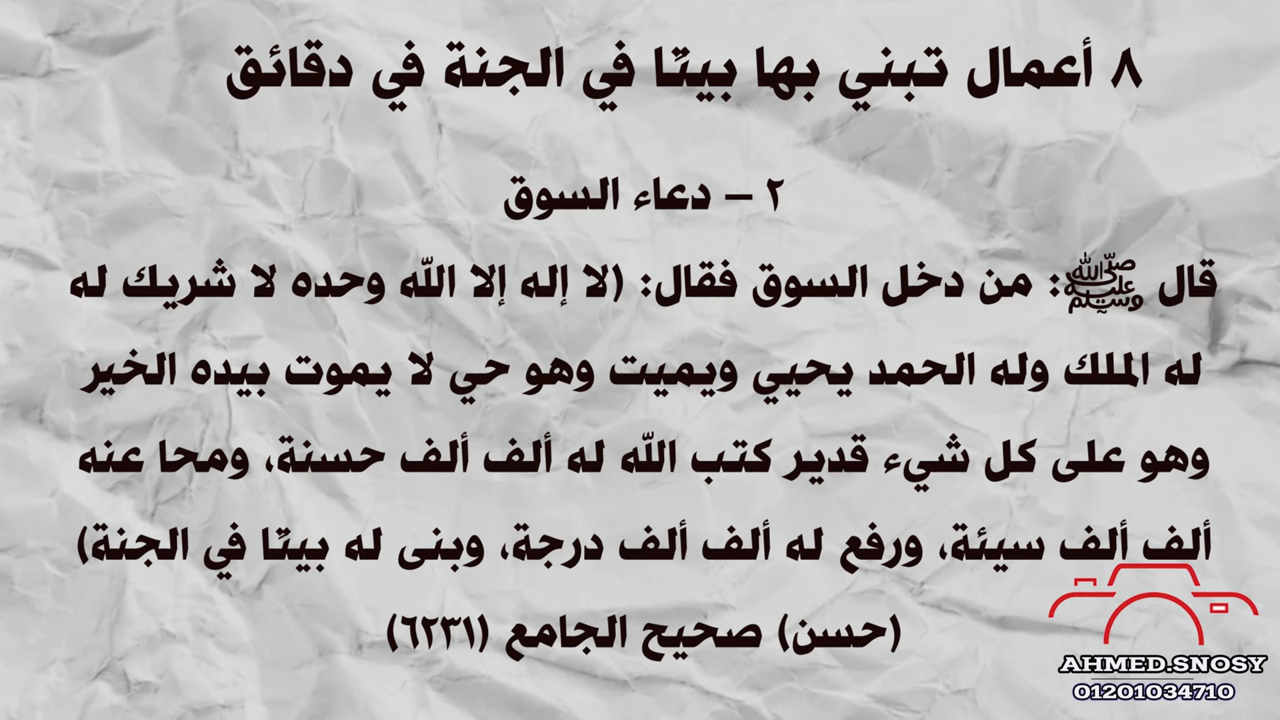 ٨ أعمال تبني بها بيتًا في الجنة في دقائق
٢ – دعاء السوق
قال ﷺ: من دخل السوق فقال: (لا إله إلا الله وحده لا شريك له
له الملك وله الحمد يحيي ويميت وهو حي لا يموت بيده الخير
وهو على كل شيء قدير كتب الله له ألف ألف حسنة، ومحا عنه
ألف ألف سيئة، ورفع له ألف ألف درجة، وبنى له بيتًا في الجنة)
(حسن) صحيح الجامع (٦٢٣١)
AHMED.SNOSY
01201034710